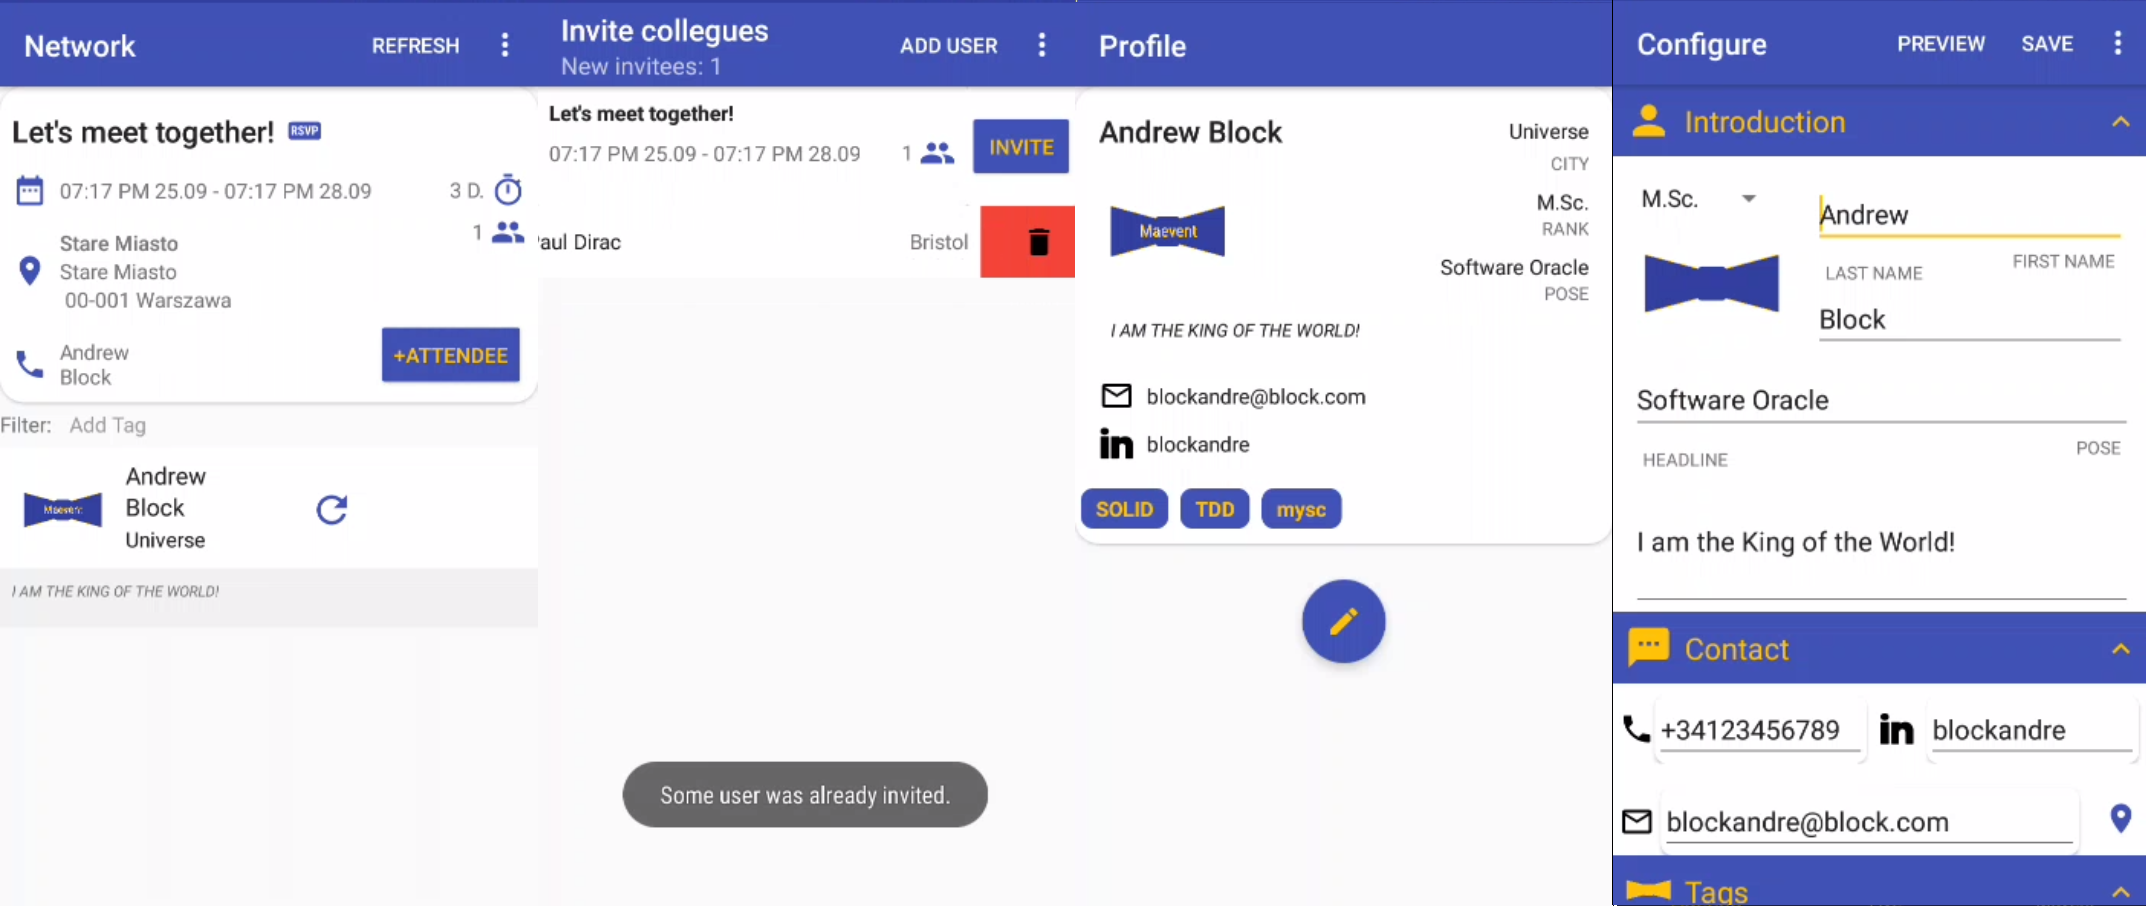 Network
REFRESH
Let's meet together!
RSVP
07:17 PM 25.09 - 07:17 PM 28.09
3 D.
1
Stare Miasto
Stare Miasto
00-001 Warszawa
Andrew
Block
+ATTENDEE
Filter: Add Tag
Maevent
Andrew
Block
Universe
I AM THE KING OF THE WORLD!
Invite collegues
New invitees: 1
ADD USER
Let's meet together!
07:17 PM 25.09 - 07:17 PM 28.09
1
INVITE
aul Dirac
Bristol
Some user was already invited.
Profile
Andrew Block
Universe
CITY
M.Sc.
RANK
Maevent
Software Oracle
POSE
I AM THE KING OF THE WORLD!
blockandre@block.com
in blockandre
SOLID TDD mysc
Configure
PREVIEW SAVE
Introduction
M.Sc.
Andrew
FIRST NAME
LAST NAME
Block
Software Oracle
POSE
HEADLINE
I am the King of the World!
Contact
+34123456789
in blockandre
blockandre@block.com
Tags